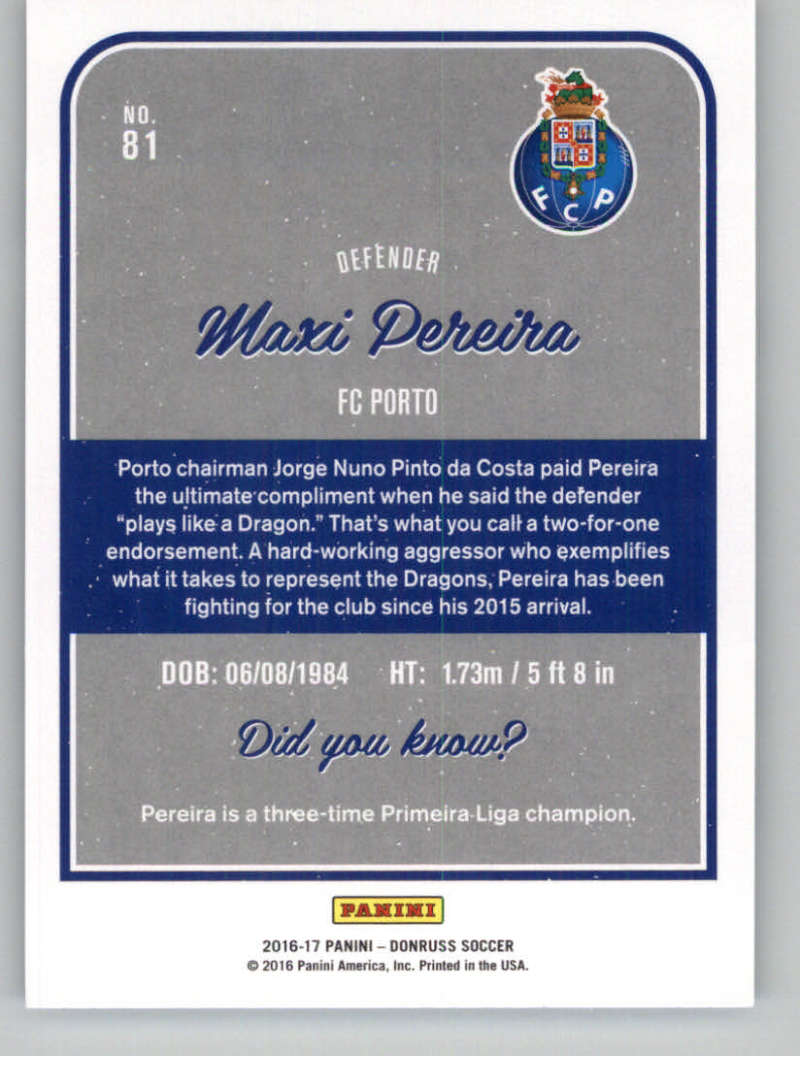 NO.
81
FCP
DEFENDER
Maxi Pereira
FC PORTO
Porto chairman Jorge Nuno Pinto da Costa paid Pereira
the ultimate compliment when he said the defender
“plays like a Dragon.” That’s what you call a two-for-one
endorsement. A hard-working aggressor who exemplifies
what it takes to represent the Dragons, Pereira has been
fighting for the club since his 2015 arrival.
DOB: 06/08/1984 HT: 1.73m / 5 ft 8 in
Did you know?
Pereira is a three-time Primeira Liga champion.
PANINI
2016-17 PANINI – DONRUSS SOCCER
© 2016 Panini America, Inc. Printed in the USA.